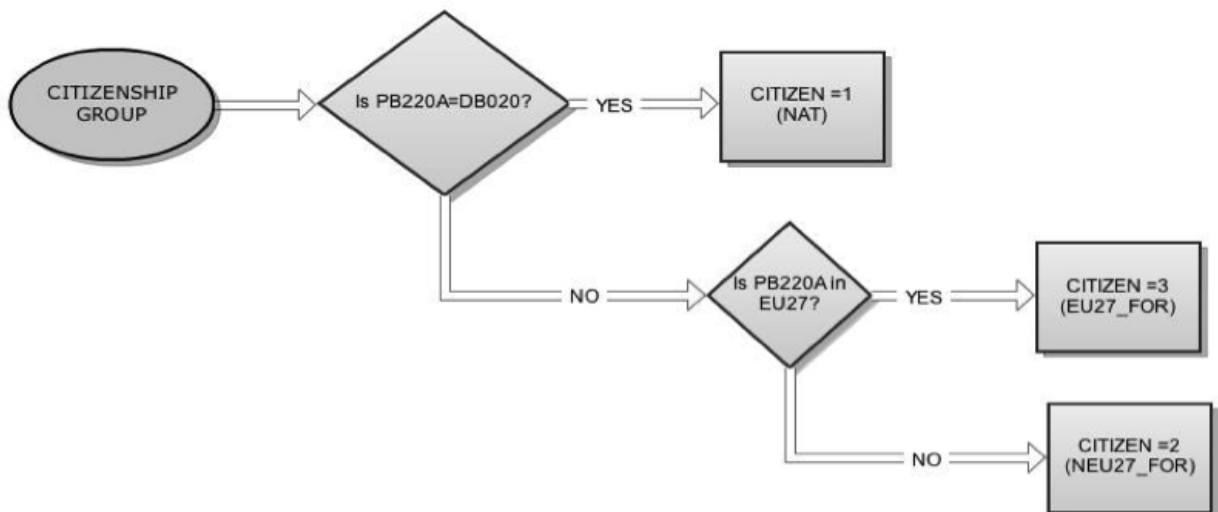 CITIZENSHIP
GROUP
Is PB220A=DB020?
YES
CITIZEN =1
(NAT)
NO
Is PB220A in
EU27?
YES
CITIZEN =3
(EU27_FOR)
NO
CITIZEN =2
(NEU27_FOR)